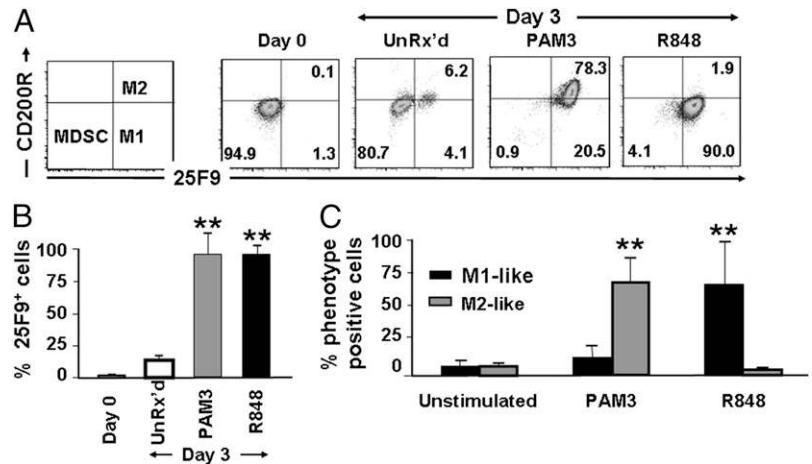 A
Day 3
Day 0
UnRx'd
PAM3
R848
CD200R
M2
MDSC
M1
0.1
94.9
1.3
6.2
80.7
4.1
78.3
0.9
20.5
1.9
4.1
90.0
25F9
B
% 25F9+ cells
100
75
50
25
0
**
**
Day 0
UnRx'd
PAM3
R848
Day 3
C
% phenotype
positive cells
100
75
50
25
0
M1-like
M2-like
**
**
Unstimulated
PAM3
R848